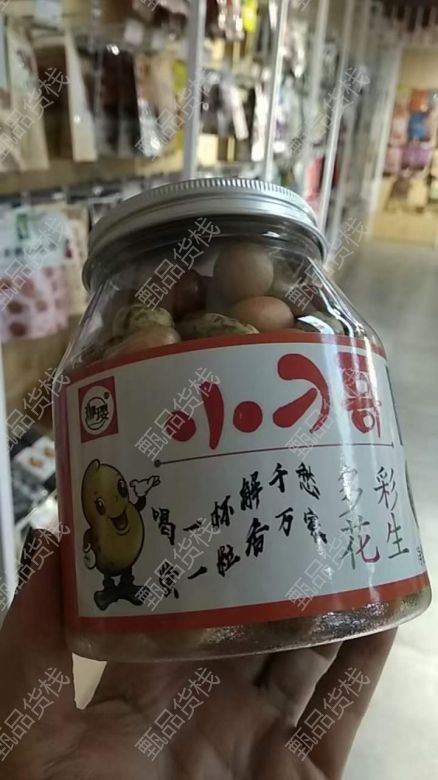 小刁哥
喝一杯解千愁
尝一粒香万家
多彩
花生
甄品货栈